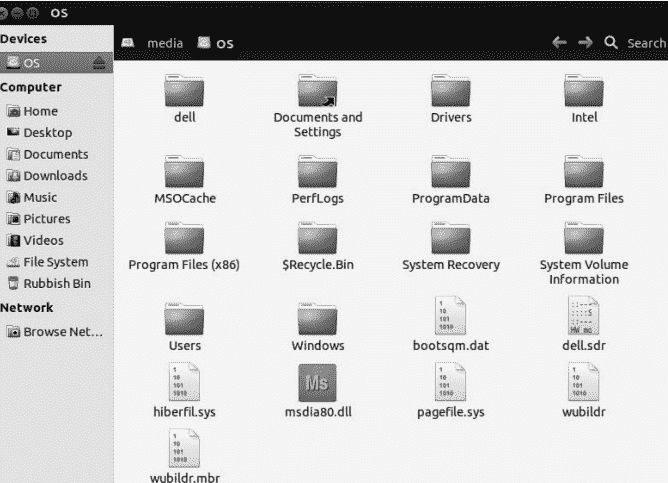 OS
Devices
OS
Computer
Home
Desktop
Documents
Downloads
Music
Pictures
Videos
File System
Rubbish Bin
Network
Browse Net...
media OS Search
dell Documents and Settings Drivers Intel
MSOCache PerfLogs ProgramData Program Files
Program Files (x86) $Recycle.Bin System Recovery System Volume Information
Users Windows bootsqm.dat dell.sdr
hiberfil.sys msdia80.dll pagefile.sys wubildr
Ms
wubildr.mbr